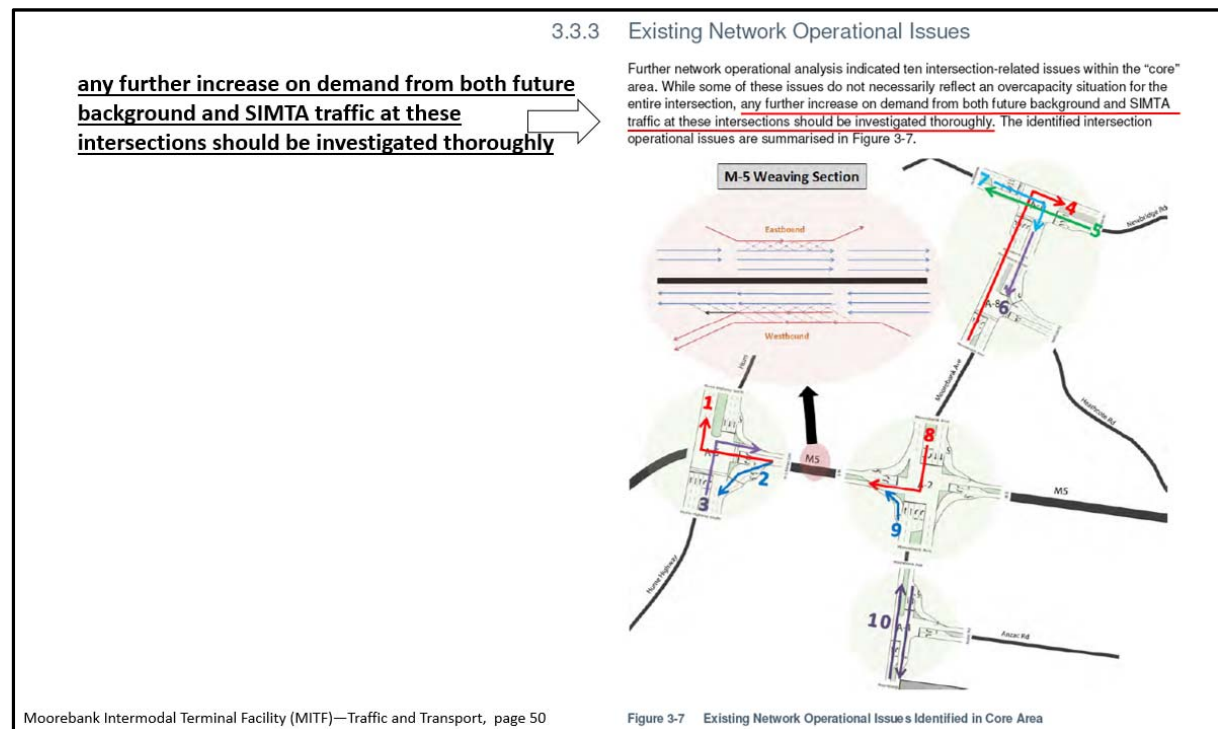 3.3.3 Existing Network Operational Issues
any further increase on demand from both future
background and SIMTA traffic at these
intersections should be investigated thoroughly
Further network operational analysis indicated ten intersection-related issues within the “core”
area. While some of these issues do not necessarily reflect an overcapacity situation for the
entire intersection, any further increase on demand from both future background and SIMTA
traffic at these intersections should be investigated thoroughly. The identified intersection
operational issues are summarised in Figure 3-7.
M-5 Weaving Section
Eastbound
Westbound
7
4
5
Newbridge Rd
A-8
6
Moorebank Ave
Heathcote Rd
Hum
1
2
3
M5
Hume Highway
8
9
M5
Moorebank Ave
10
Anzac Rd
Moorebank Intermodal Terminal Facility (MITF)—Traffic and Transport, page 50
Figure 3-7 Existing Network Operational Issues Identified in Core Area